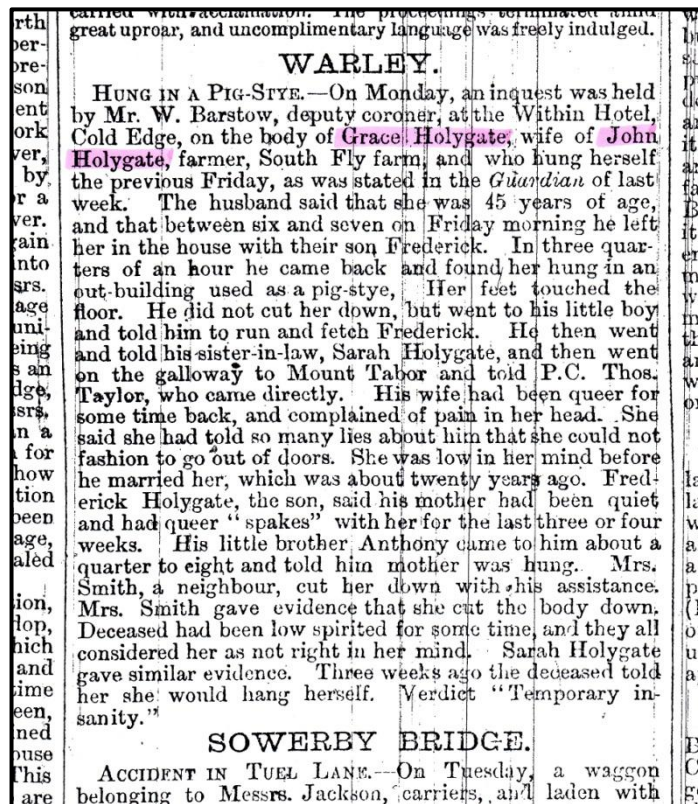 carried with acclamation. The proceedings terminated amid
great uproar, and uncomplimentary language was freely indulged.
WARLEY.
HUNG IN A PIG-STYE.—On Monday, an inquest was held
by Mr. W. Barstow, deputy coroner, at the Within Hotel,
Cold Edge, on the body of Grace Holygate, wife of John
Holygate, farmer, South Fly farm, and who hung herself
the previous Friday, as was stated in the Guardian of last
week. The husband said that she was 45 years of age,
and that between six and seven on Friday morning he left
her in the house with their son Frederick. In three quar-
ters of an hour he came back and found her hung in an
out-building used as a pig-stye, Her feet touched the
floor. He did not cut her down, but went to his little boy
and told him to run and fetch Frederick. He then went
and told his sister-in-law, Sarah Holygate, and then went
on the galloway to Mount Tabor and told P.C. Thos.
Taylor, who came directly. His wife had been queer for
some time back, and complained of pain in her head. She
said she had told so many lies about him that she could not
fashion to go out of doors. She was low in her mind before
he married her, which was about twenty years ago. Fred-
erick Holygate, the son, said his mother had been quiet
and had queer "spakes" with her for the last three or four
weeks. His little brother Anthony came to him about a
quarter to eight and told him mother was hung. Mrs.
Smith, a neighbour, cut her down with his assistance.
Mrs. Smith gave evidence that she cut the body down.
Deceased had been low spirited for some time, and they all
considered her as not right in her mind. Sarah Holygate
gave similar evidence. Three weeks ago the deceased told
her she would hang herself. Verdict "Temporary in-
sanity."
SOWERBY BRIDGE.
ACCIDENT IN TUEL LANE.—On Tuesday, a waggon
belonging to Messrs. Jackson, carriers, and laden with